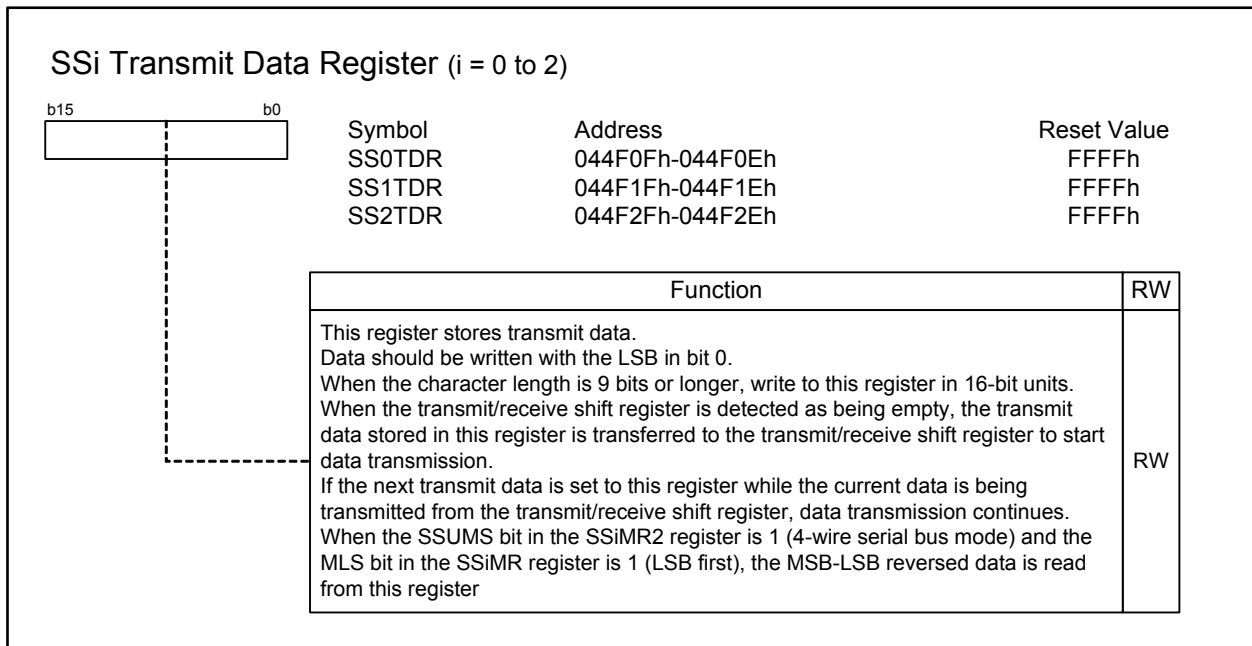 SSi Transmit Data Register (i = 0 to 2)
b15 b0
Symbol Address Reset Value
SS0TDR 044F0Fh-044F0Eh FFFFh
SS1TDR 044F1Fh-044F1Eh FFFFh
SS2TDR 044F2Fh-044F2Eh FFFFh
Function RW
This register stores transmit data.
Data should be written with the LSB in bit 0.
When the character length is 9 bits or longer, write to this register in 16-bit units.
When the transmit/receive shift register is detected as being empty, the transmit
data stored in this register is transferred to the transmit/receive shift register to start
data transmission.
RW
If the next transmit data is set to this register while the current data is being
transmitted from the transmit/receive shift register, data transmission continues.
When the SSUMS bit in the SSiMR2 register is 1 (4-wire serial bus mode) and the
MLS bit in the SSiMR register is 1 (LSB first), the MSB-LSB reversed data is read
from this register